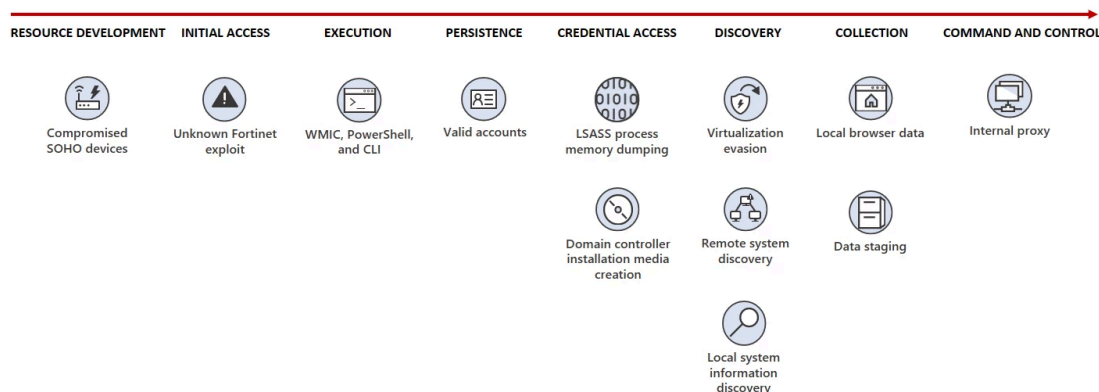 RESOURCE DEVELOPMENT INITIAL ACCESS EXECUTION PERSISTENCE CREDENTIAL ACCESS DISCOVERY COLLECTION COMMAND AND CONTROL
Compromised
SOHO devices
Unknown Fortinet
exploit
WMIC, PowerShell,
and CLI
Valid accounts
LSASS process
memory dumping
Virtualization
evasion
Local browser data
Internal proxy
Domain controller
installation media
creation
Remote system
discovery
Data staging
Local system
information
discovery